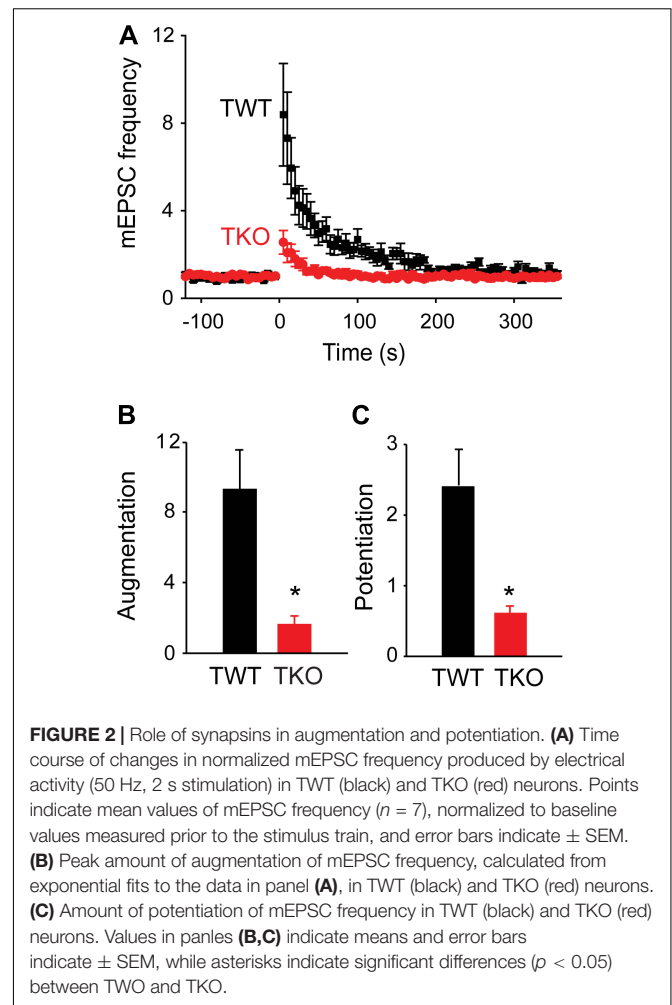 A
12
8
4
0
mEPSC frequency
TWT
TKO
-100 0 100 200 300
Time (s)
B
12
8
4
0
Augmentation
*
TWT TKO
C
3
2
1
0
Potentiation
*
TWT TKO
FIGURE 2 | Role of synapsins in augmentation and potentiation. (A) Time
course of changes in normalized mEPSC frequency produced by electrical
activity (50 Hz, 2 s stimulation) in TWT (black) and TKO (red) neurons. Points
indicate mean values of mEPSC frequency (n = 7), normalized to baseline
values measured prior to the stimulus train, and error bars indicate ± SEM.
(B) Peak amount of augmentation of mEPSC frequency, calculated from
exponential fits to the data in panel (A), in TWT (black) and TKO (red) neurons.
(C) Amount of potentiation of mEPSC frequency in TWT (black) and TKO (red)
neurons. Values in panles (B,C) indicate means and error bars
indicate ± SEM, while asterisks indicate significant differences (p < 0.05)
between TWO and TKO.